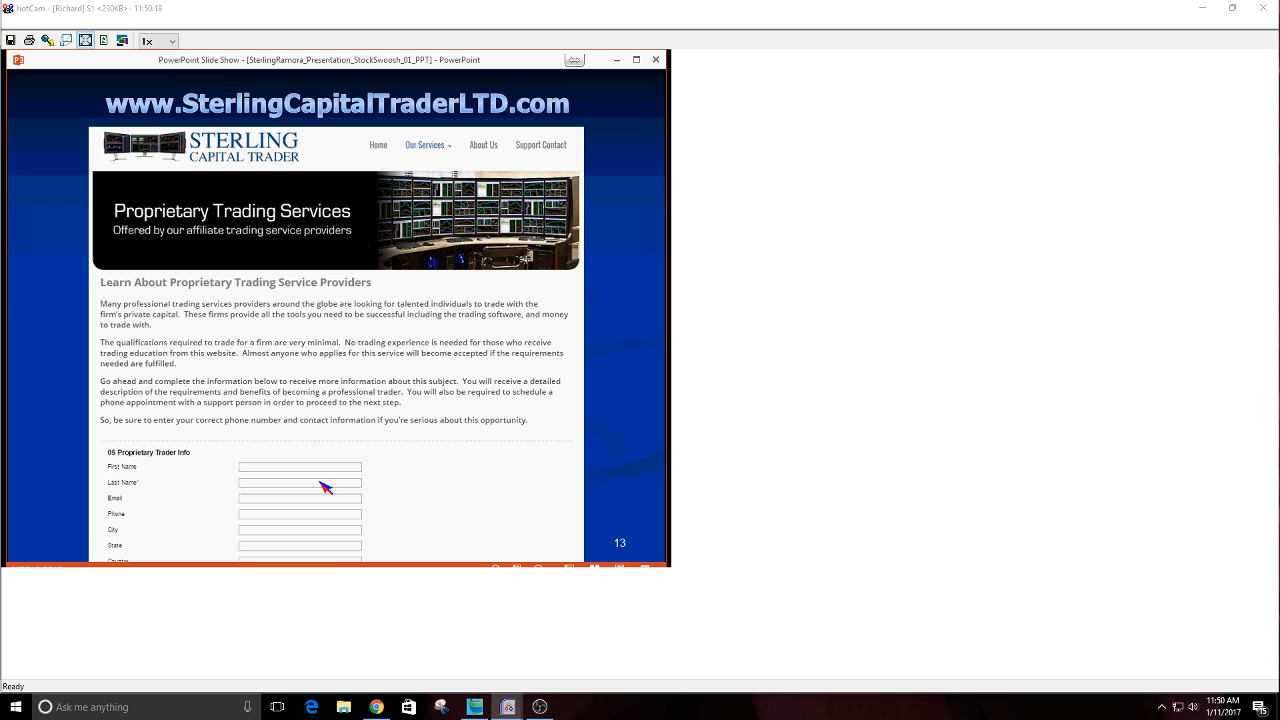 hotCam - [Richard] S1 <230KB> - 11:50:18
1x
PowerPoint Slide Show - [SterlingRamora_Presentation_StockSwoosh_01_PPT] - PowerPoint
www.SterlingCapitalTraderLTD.com
STERLING
CAPITAL TRADER
Home Our Services About Us Support Contact
Proprietary Trading Services
Offered by our affiliate trading service providers
Learn About Proprietary Trading Service Providers
Many professional trading services providers around the globe are looking for talented individuals to trade with the
firm's private capital. These firms provide all the tools you need to be successful including the trading software, and money
to trade with.
The qualifications required to trade for a firm are very minimal. No trading experience is needed for those who receive
trading education from this website. Almost anyone who applies for this service will become accepted if the requirements
needed are fulfilled.
Go ahead and complete the information below to receive more information about this subject. You will receive a detailed
description of the requirements and benefits of becoming a professional trader. You will also be required to schedule a
phone appointment with a support person in order to proceed to the next step.
So, be sure to enter your correct phone number and contact information if you're serious about this opportunity.
05 Proprietary Trader Info
First Name
Last Name*
Email
Phone
City
State
Country
13
Ready
Ask me anything
11:50 AM
1/11/2017
15